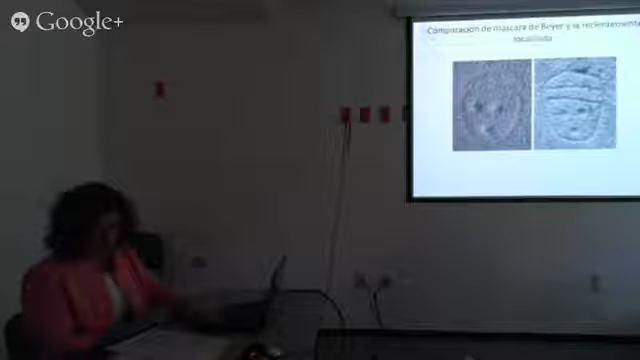 Google+
Comparación de máscara de Beyer y la recientemente
localizada